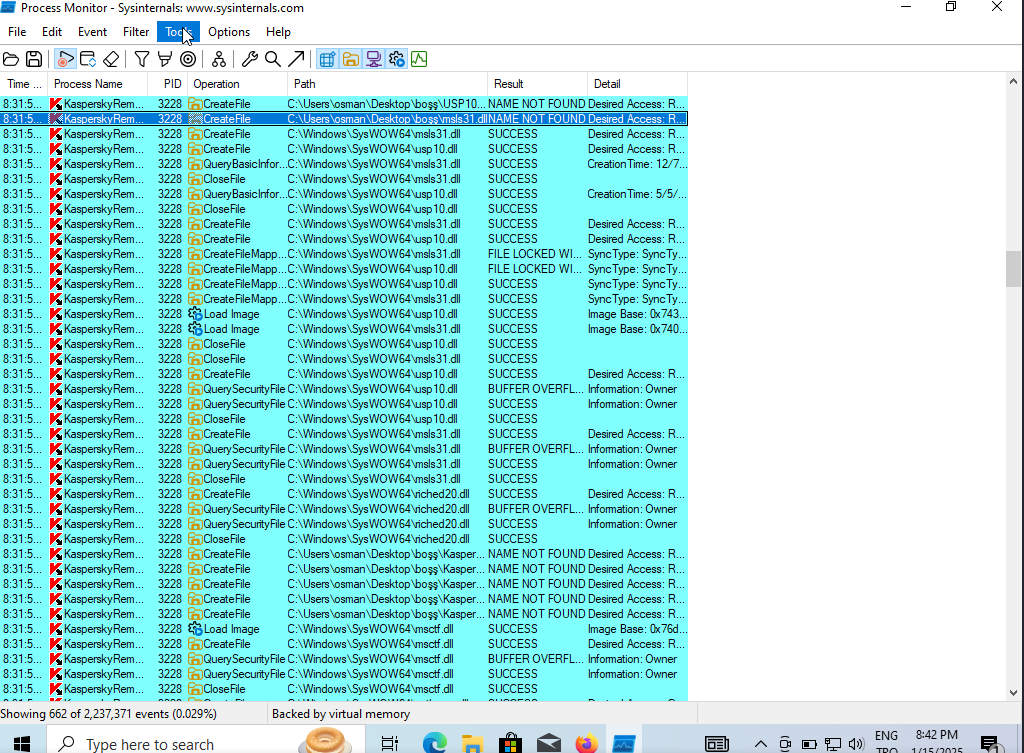 Process Monitor - Sysinternals: www.sysinternals.com
File Edit Event Filter Tools Options Help
Time ... Process Name PID Operation Path Result Detail
8:31:5... KasperskyRem... 3228 CreateFile C:\Users\osman\Desktop\boşş\USP10... NAME NOT FOUND Desired Access: R...
8:31:5... KasperskyRem... 3228 CreateFile C:\Users\osman\Desktop\boşş\msls31.dll NAME NOT FOUND Desired Access: R...
8:31:5... KasperskyRem... 3228 CreateFile C:\Windows\SysWOW64\msls31.dll SUCCESS Desired Access: R...
8:31:5... KasperskyRem... 3228 CreateFile C:\Windows\SysWOW64\usp10.dll SUCCESS Desired Access: R...
8:31:5... KasperskyRem... 3228 QueryBasicInfor... C:\Windows\SysWOW64\msls31.dll SUCCESS CreationTime: 12/7...
8:31:5... KasperskyRem... 3228 CloseFile C:\Windows\SysWOW64\msls31.dll SUCCESS
8:31:5... KasperskyRem... 3228 QueryBasicInfor... C:\Windows\SysWOW64\usp10.dll SUCCESS CreationTime: 5/5/...
8:31:5... KasperskyRem... 3228 CloseFile C:\Windows\SysWOW64\usp10.dll SUCCESS
8:31:5... KasperskyRem... 3228 CreateFile C:\Windows\SysWOW64\msls31.dll SUCCESS Desired Access: R...
8:31:5... KasperskyRem... 3228 CreateFile C:\Windows\SysWOW64\usp10.dll SUCCESS Desired Access: R...
8:31:5... KasperskyRem... 3228 CreateFileMapp... C:\Windows\SysWOW64\msls31.dll FILE LOCKED WI... SyncType: SyncTy...
8:31:5... KasperskyRem... 3228 CreateFileMapp... C:\Windows\SysWOW64\usp10.dll FILE LOCKED WI... SyncType: SyncTy...
8:31:5... KasperskyRem... 3228 CreateFileMapp... C:\Windows\SysWOW64\usp10.dll SUCCESS SyncType: SyncTy...
8:31:5... KasperskyRem... 3228 CreateFileMapp... C:\Windows\SysWOW64\msls31.dll SUCCESS SyncType: SyncTy...
8:31:5... KasperskyRem... 3228 Load Image C:\Windows\SysWOW64\usp10.dll SUCCESS Image Base: 0x743...
8:31:5... KasperskyRem... 3228 Load Image C:\Windows\SysWOW64\msls31.dll SUCCESS Image Base: 0x740...
8:31:5... KasperskyRem... 3228 CloseFile C:\Windows\SysWOW64\usp10.dll SUCCESS
8:31:5... KasperskyRem... 3228 CloseFile C:\Windows\SysWOW64\msls31.dll SUCCESS
8:31:5... KasperskyRem... 3228 CreateFile C:\Windows\SysWOW64\usp10.dll SUCCESS Desired Access: R...
8:31:5... KasperskyRem... 3228 QuerySecurityFile C:\Windows\SysWOW64\usp10.dll BUFFER OVERFL... Information: Owner
8:31:5... KasperskyRem... 3228 QuerySecurityFile C:\Windows\SysWOW64\usp10.dll SUCCESS Information: Owner
8:31:5... KasperskyRem... 3228 CloseFile C:\Windows\SysWOW64\usp10.dll SUCCESS
8:31:5... KasperskyRem... 3228 CreateFile C:\Windows\SysWOW64\msls31.dll SUCCESS Desired Access: R...
8:31:5... KasperskyRem... 3228 QuerySecurityFile C:\Windows\SysWOW64\msls31.dll BUFFER OVERFL... Information: Owner
8:31:5... KasperskyRem... 3228 QuerySecurityFile C:\Windows\SysWOW64\msls31.dll SUCCESS Information: Owner
8:31:5... KasperskyRem... 3228 CloseFile C:\Windows\SysWOW64\msls31.dll SUCCESS
8:31:5... KasperskyRem... 3228 CreateFile C:\Windows\SysWOW64\riched20.dll SUCCESS Desired Access: R...
8:31:5... KasperskyRem... 3228 QuerySecurityFile C:\Windows\SysWOW64\riched20.dll BUFFER OVERFL... Information: Owner
8:31:5... KasperskyRem... 3228 QuerySecurityFile C:\Windows\SysWOW64\riched20.dll SUCCESS Information: Owner
8:31:5... KasperskyRem... 3228 CloseFile C:\Windows\SysWOW64\riched20.dll SUCCESS
8:31:5... KasperskyRem... 3228 CreateFile C:\Users\osman\Desktop\boşş\Kasper... NAME NOT FOUND Desired Access: R...
8:31:5... KasperskyRem... 3228 CreateFile C:\Users\osman\Desktop\boşş\Kasper... NAME NOT FOUND Desired Access: R...
8:31:5... KasperskyRem... 3228 CreateFile C:\Users\osman\Desktop\boşş\Kasper... NAME NOT FOUND Desired Access: R...
8:31:5... KasperskyRem... 3228 CreateFile C:\Users\osman\Desktop\boşş\Kasper... NAME NOT FOUND Desired Access: R...
8:31:5... KasperskyRem... 3228 CreateFile C:\Users\osman\Desktop\boşş\Kasper... NAME NOT FOUND Desired Access: R...
8:31:5... KasperskyRem... 3228 Load Image C:\Windows\SysWOW64\msctf.dll SUCCESS Image Base: 0x76d...
8:31:5... KasperskyRem... 3228 CreateFile C:\Windows\SysWOW64\msctf.dll SUCCESS Desired Access: R...
8:31:5... KasperskyRem... 3228 QuerySecurityFile C:\Windows\SysWOW64\msctf.dll BUFFER OVERFL... Information: Owner
8:31:5... KasperskyRem... 3228 QuerySecurityFile C:\Windows\SysWOW64\msctf.dll SUCCESS Information: Owner
8:31:5... KasperskyRem... 3228 CloseFile C:\Windows\SysWOW64\msctf.dll SUCCESS
Showing 662 of 2,237,371 events (0.029%) Backed by virtual memory
Type here to search
ENG 8:42 PM